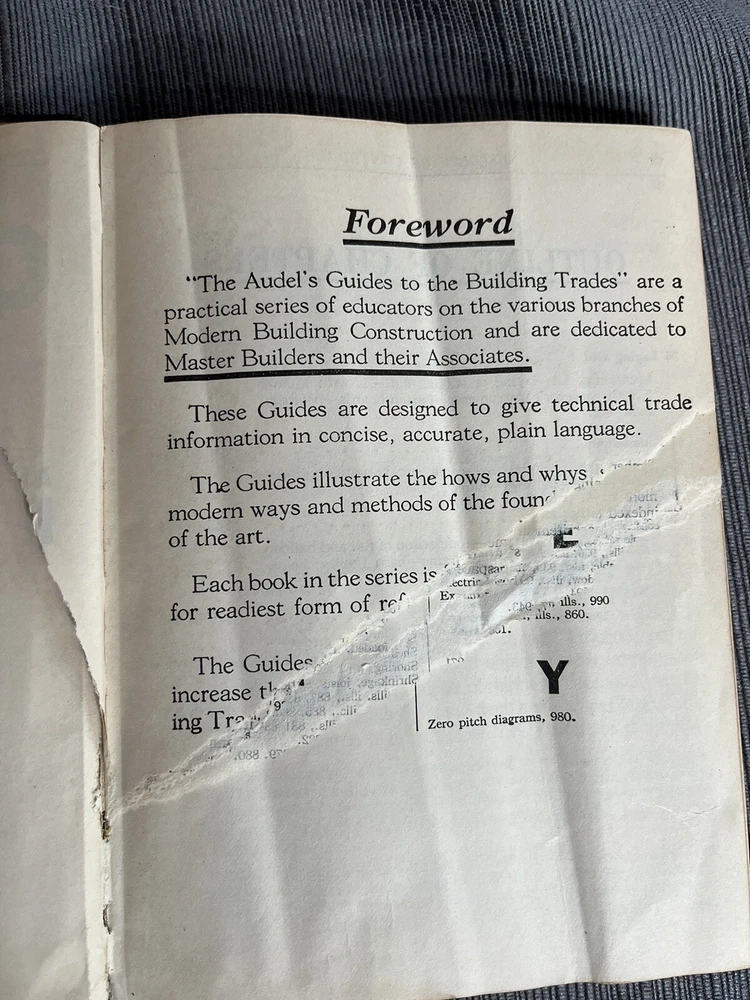 Foreword
"The Audel's Guides to the Building Trades" are a
practical series of educators on the various branches of
Modern Building Construction and are dedicated to
Master Builders and their Associates.
These Guides are designed to give technical trade
information in concise, accurate, plain language.
The Guides illustrate the hows and whys
modern ways and methods of the
of the art.
Each book in the series is
for readiest form of
The Guides
increase
ing
E
ills., 990
ills., 860.
Y
Zero pitch diagrams, 980.